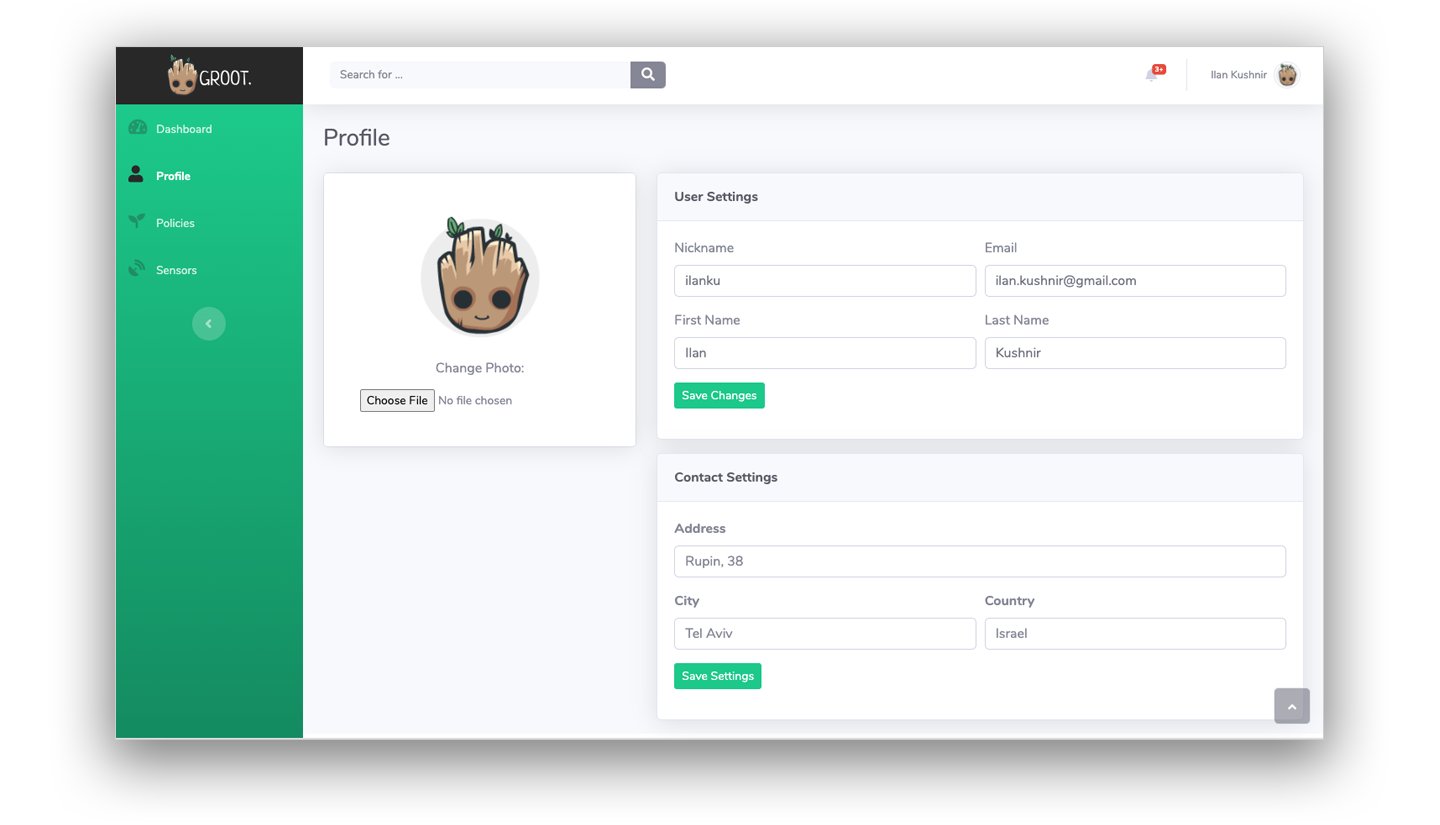 GROOT.
Search for ...
3+
Ilan Kushnir
Dashboard
Profile
Policies
Sensors
Profile
Change Photo:
Choose File No file chosen
User Settings
Nickname Email
ilanku ilan.kushnir@gmail.com
First Name Last Name
Ilan Kushnir
Save Changes
Contact Settings
Address
Rupin, 38
City Country
Tel Aviv Israel
Save Settings